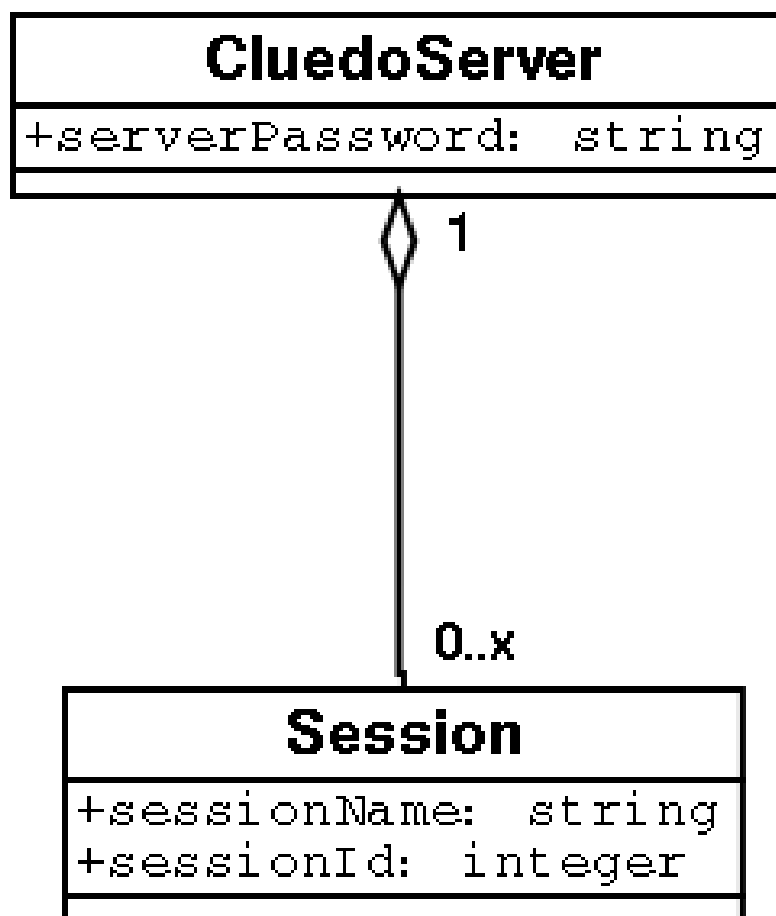 CluedoServer
+serverPassword: string
1
0..x
Session
+sessionName: string
+sessionId: integer